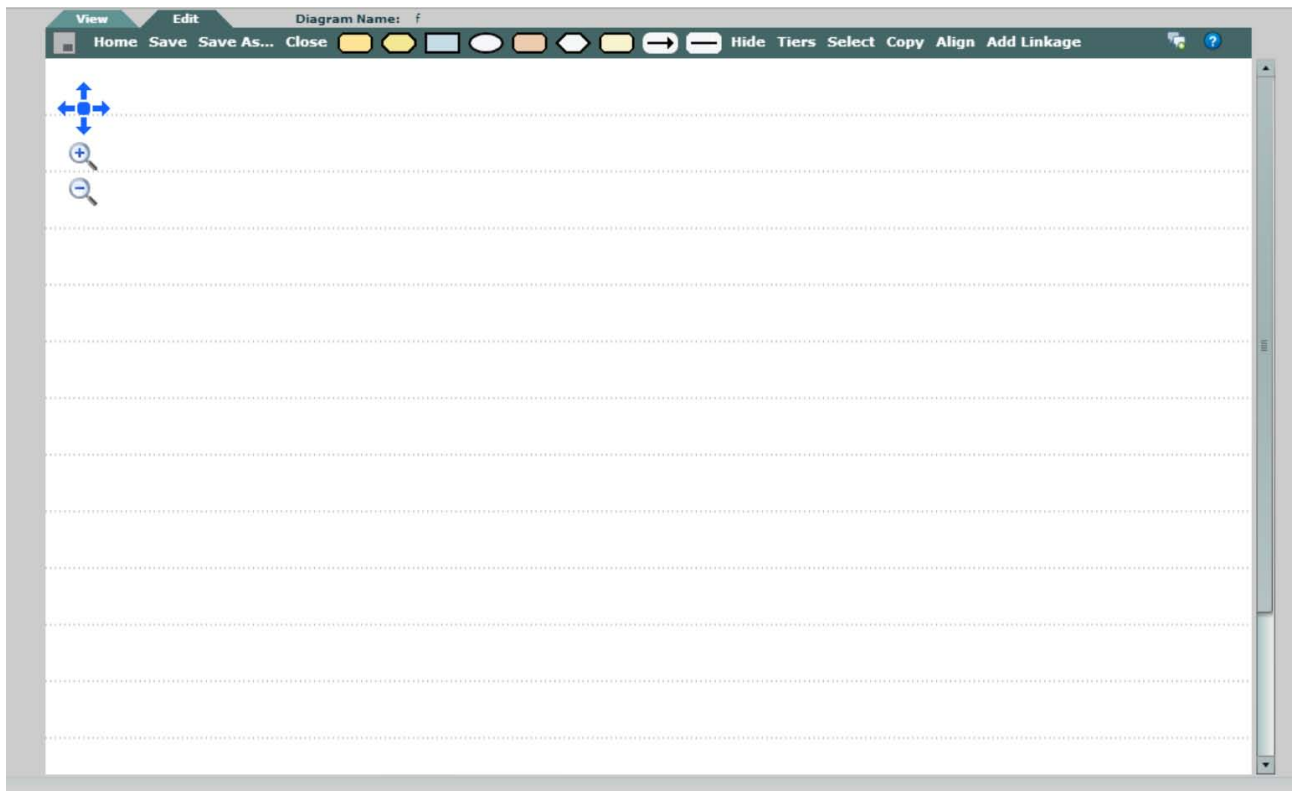 View Edit Diagram Name: f
Home Save Save As... Close Hide Tiers Select Copy Align Add Linkage ?